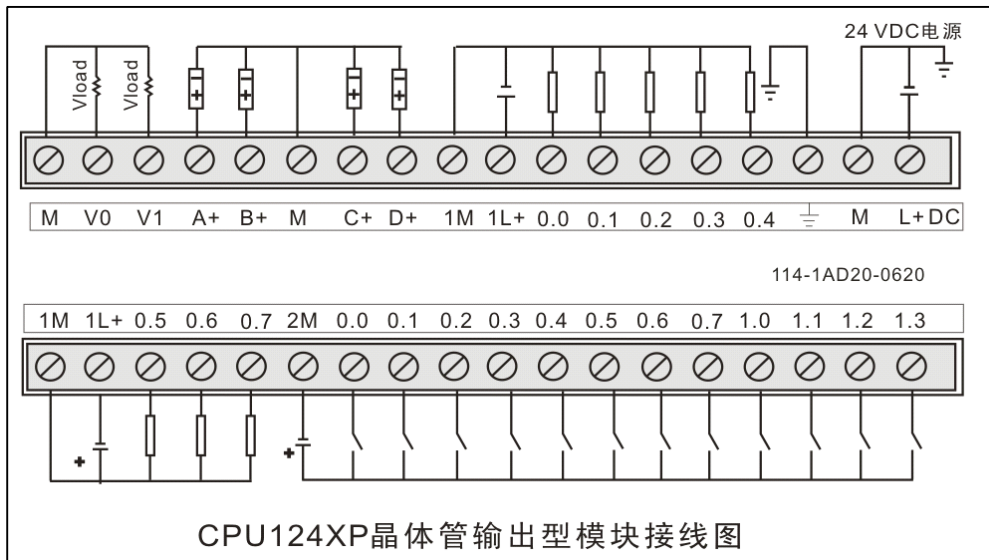 24 VDC电源
Vload Vload
M V0 V1 A+ B+ M C+ D+ 1M 1L+ 0.0 0.1 0.2 0.3 0.4 M L+ DC
114-1AD20-0620
1M 1L+ 0.5 0.6 0.7 2M 0.0 0.1 0.2 0.3 0.4 0.5 0.6 0.7 1.0 1.1 1.2 1.3
CPU124XP晶体管输出型模块接线图